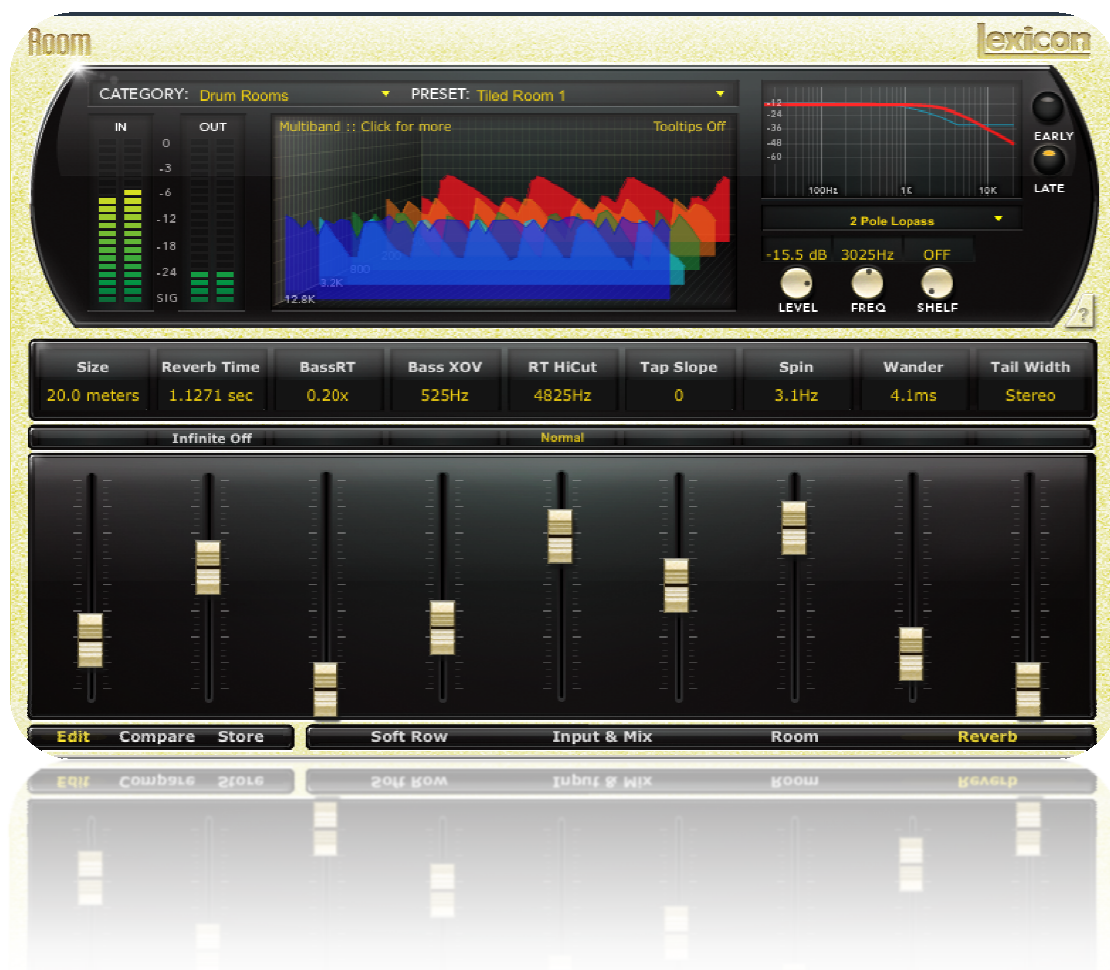 Room Lexicon
CATEGORY: Drum Rooms PRESET: Tiled Room 1
IN OUT
0
-3
-6
-12
-18
-24
SIG
Multiband :: Click for more Tooltips Off
200
800
3.2K
12.8K
-12
-24
-36
-48
-60
100Hz 1K 10K
EARLY
LATE
2 Pole Lopass
-15.5 dB 3025Hz OFF
LEVEL FREQ SHELF
?
Size Reverb Time BassRT Bass XOV RT HiCut Tap Slope Spin Wander Tail Width
20.0 meters 1.1271 sec 0.20x 525Hz 4825Hz 0 3.1Hz 4.1ms Stereo
Infinite Off Normal
Edit Compare Store Soft Row Input & Mix Room Reverb